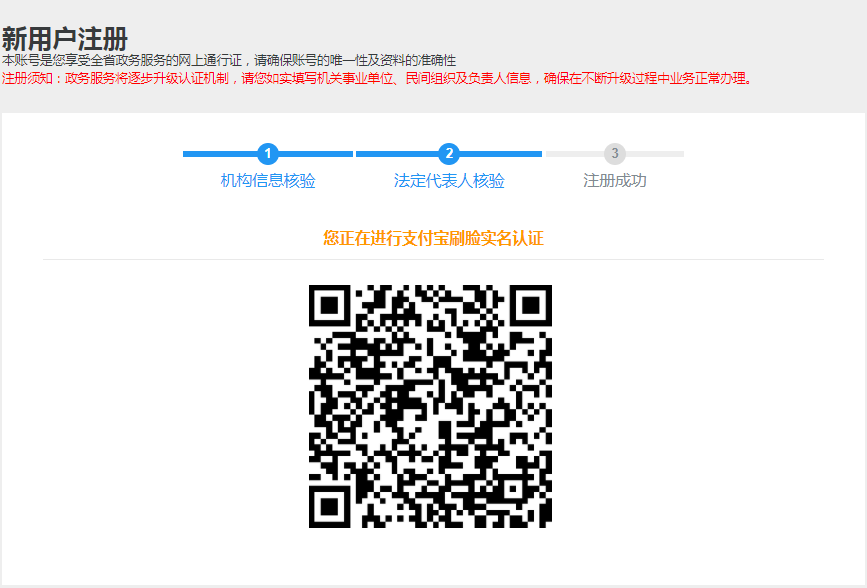 新用户注册
本账号是您享受全省政务服务的网上通行证，请确保账号的唯一性及资料的准确性
注册须知：政务服务将逐步升级认证机制，请您如实填写机关事业单位、民间组织及负责人信息，确保在不断升级过程中业务正常办理。
1 2 3
机构信息核验 法定代表人核验 注册成功
您正在进行支付宝刷脸实名认证